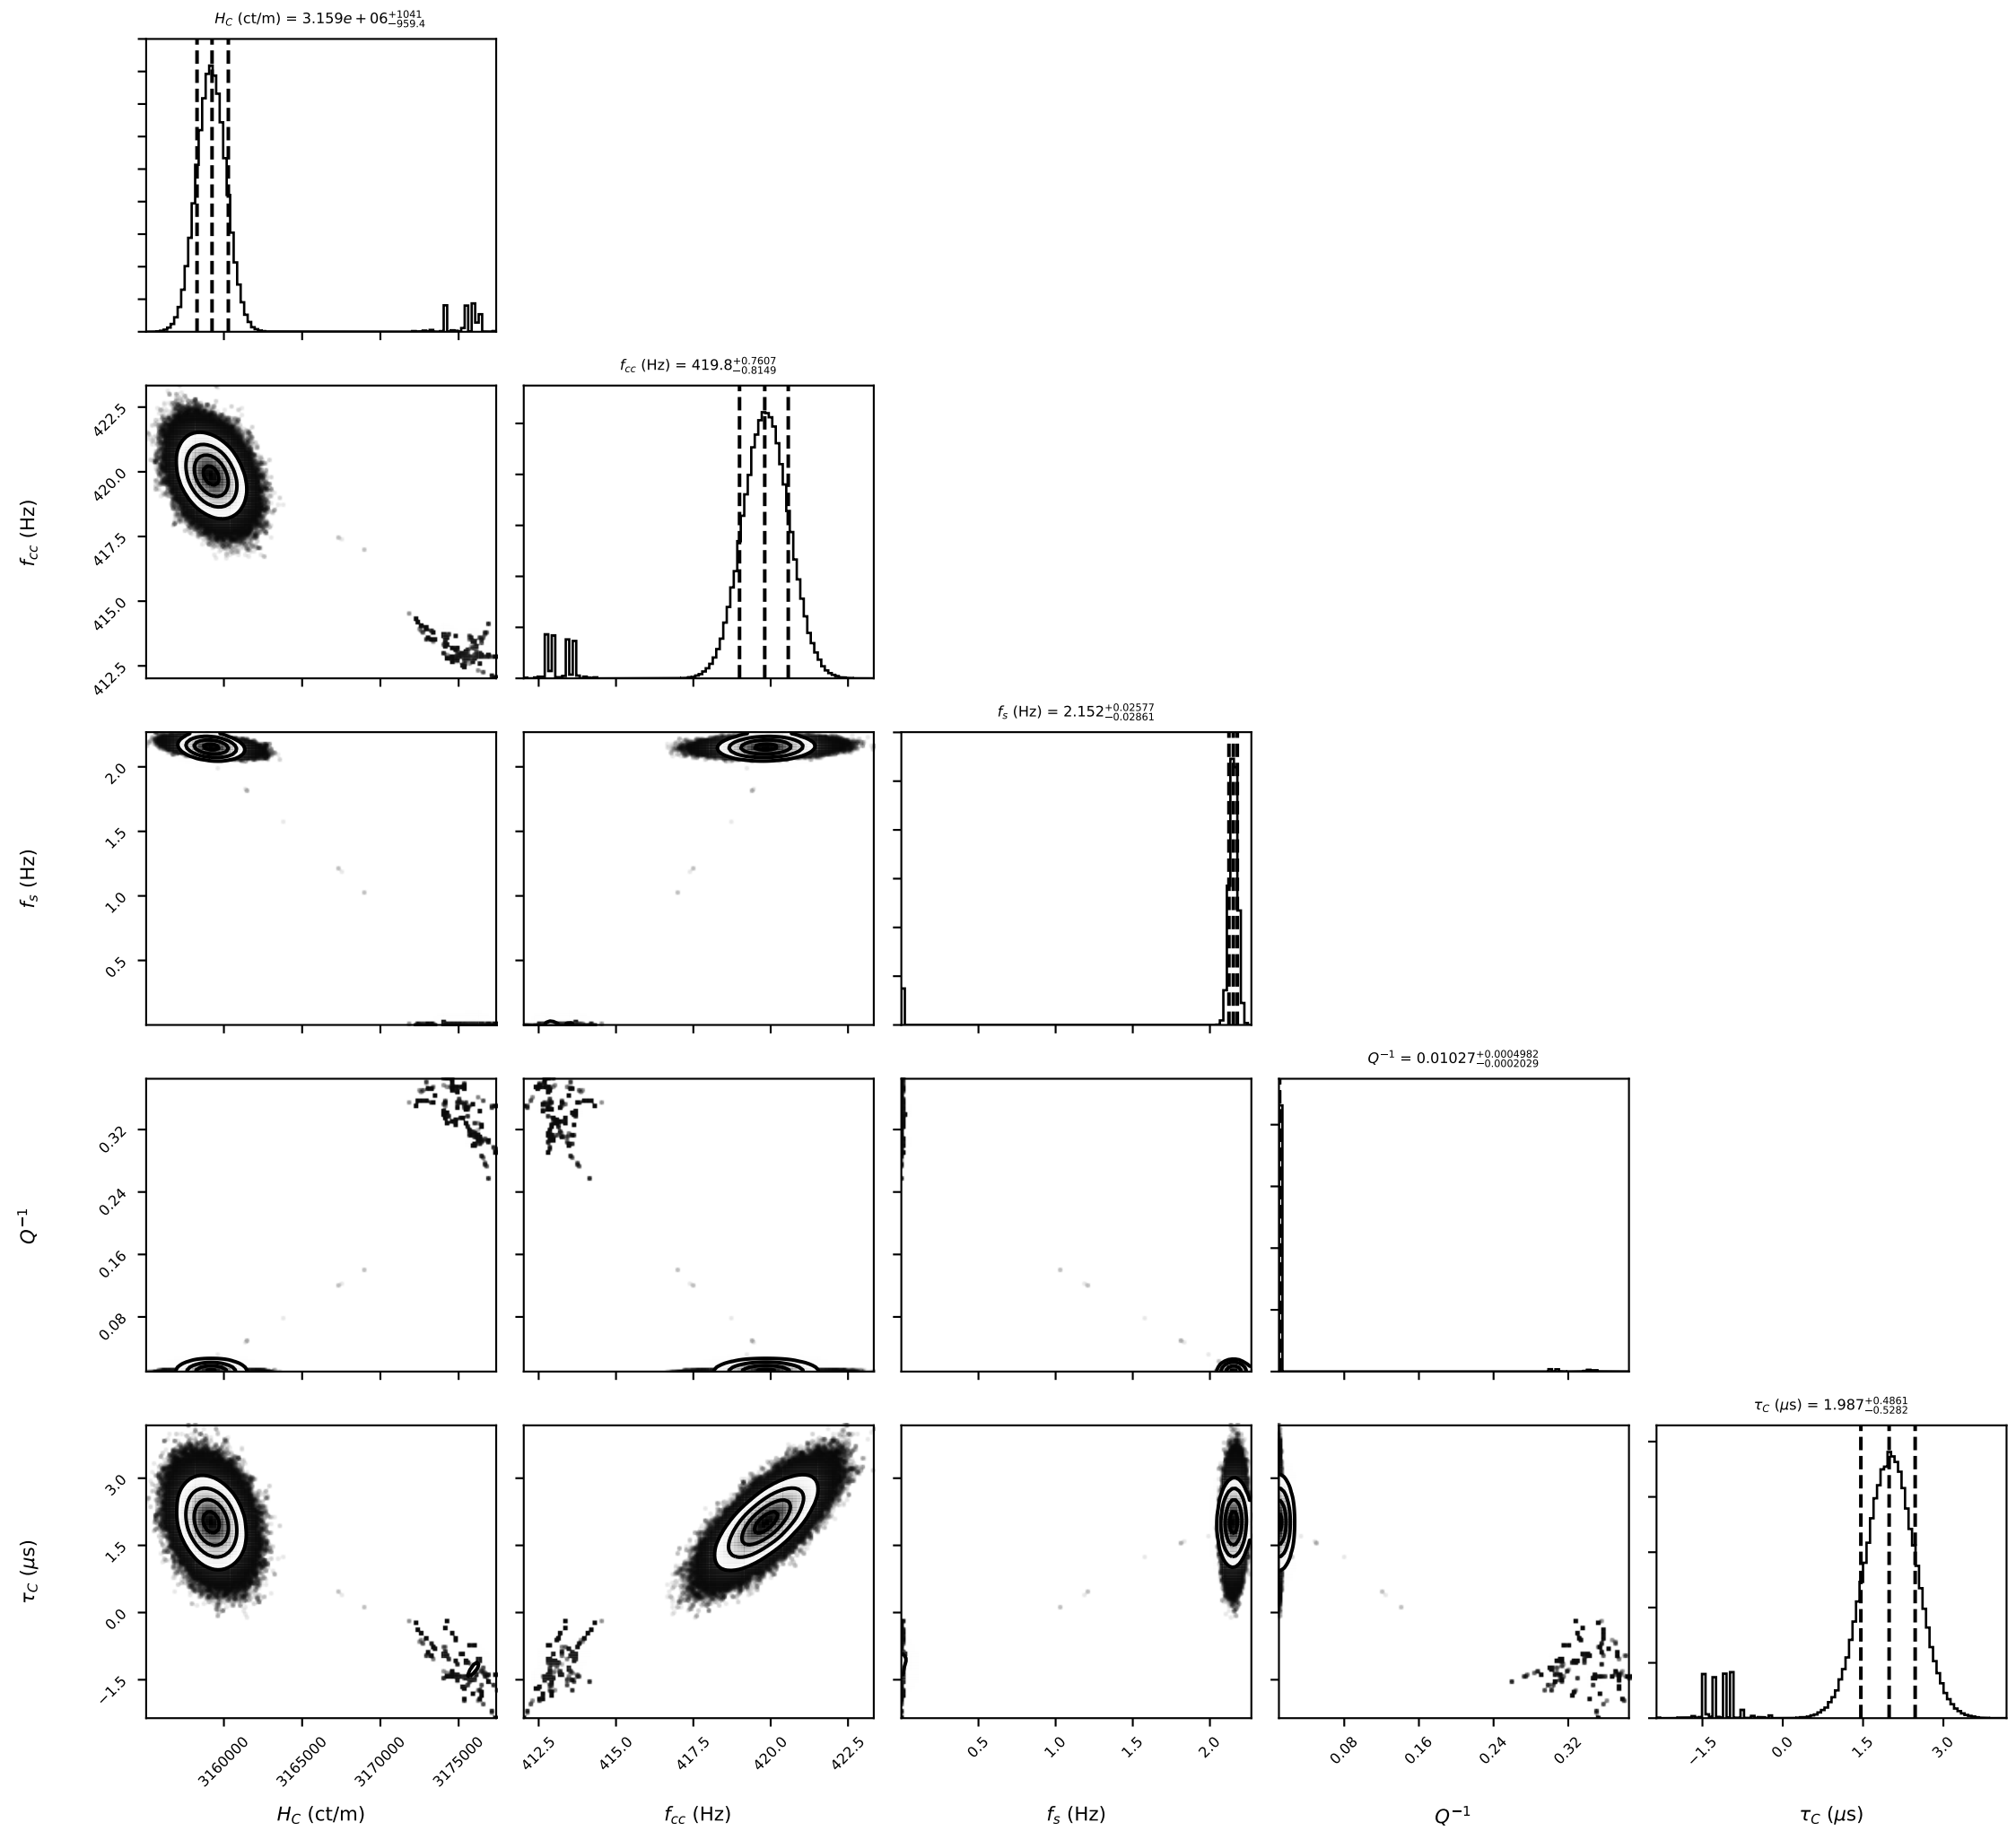 H_C (ct/m) = 3.159e + 06^{+1041}_{−959.4}
f_{cc} (Hz) = 419.8^{+0.7607}_{−0.8149}
422.5
420.0
417.5
415.0
412.5
f_{cc} (Hz)
f_s (Hz) = 2.152^{+0.02577}_{−0.02861}
2.0
1.5
1.0
0.5
f_s (Hz)
Q^{−1} = 0.01027^{+0.0004982}_{−0.0002029}
0.32
0.24
0.16
0.08
Q^{−1}
τ_C (μs) = 1.987^{+0.4861}_{−0.5282}
3.0
1.5
0.0
−1.5
τ_C (μs)
3160000 3165000 3170000 3175000 412.5 415.0 417.5 420.0 422.5 0.5 1.0 1.5 2.0 0.08 0.16 0.24 0.32 −1.5 0.0 1.5 3.0
H_C (ct/m) f_{cc} (Hz) f_s (Hz) Q^{−1} τ_C (μs)